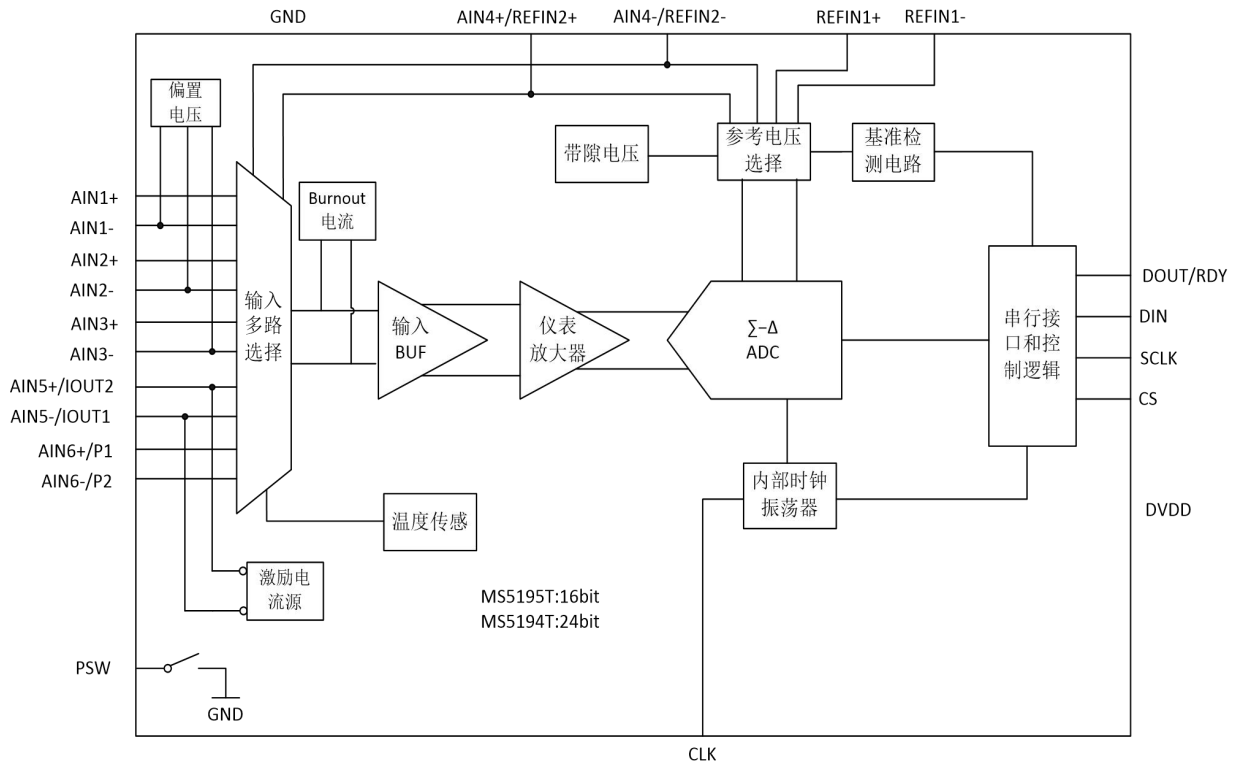 GND
AIN4+/REFIN2+
AIN4-/REFIN2-
REFIN1+
REFIN1-
偏置
电压
带隙电压
参考电压
选择
基准检
测电路
AIN1+
AIN1-
AIN2+
AIN2-
AIN3+
AIN3-
AIN5+/IOUT2
AIN5-/IOUT1
AIN6+/P1
AIN6-/P2
Burnout
电流
输入
多路
选择
输入
BUF
仪表
放大器
∑-Δ
ADC
串行接
口和控
制逻辑
DOUT/RDY
DIN
SCLK
CS
内部时钟
振荡器
DVDD
温度传感
激励电
流源
MS5195T:16bit
MS5194T:24bit
PSW
GND
CLK